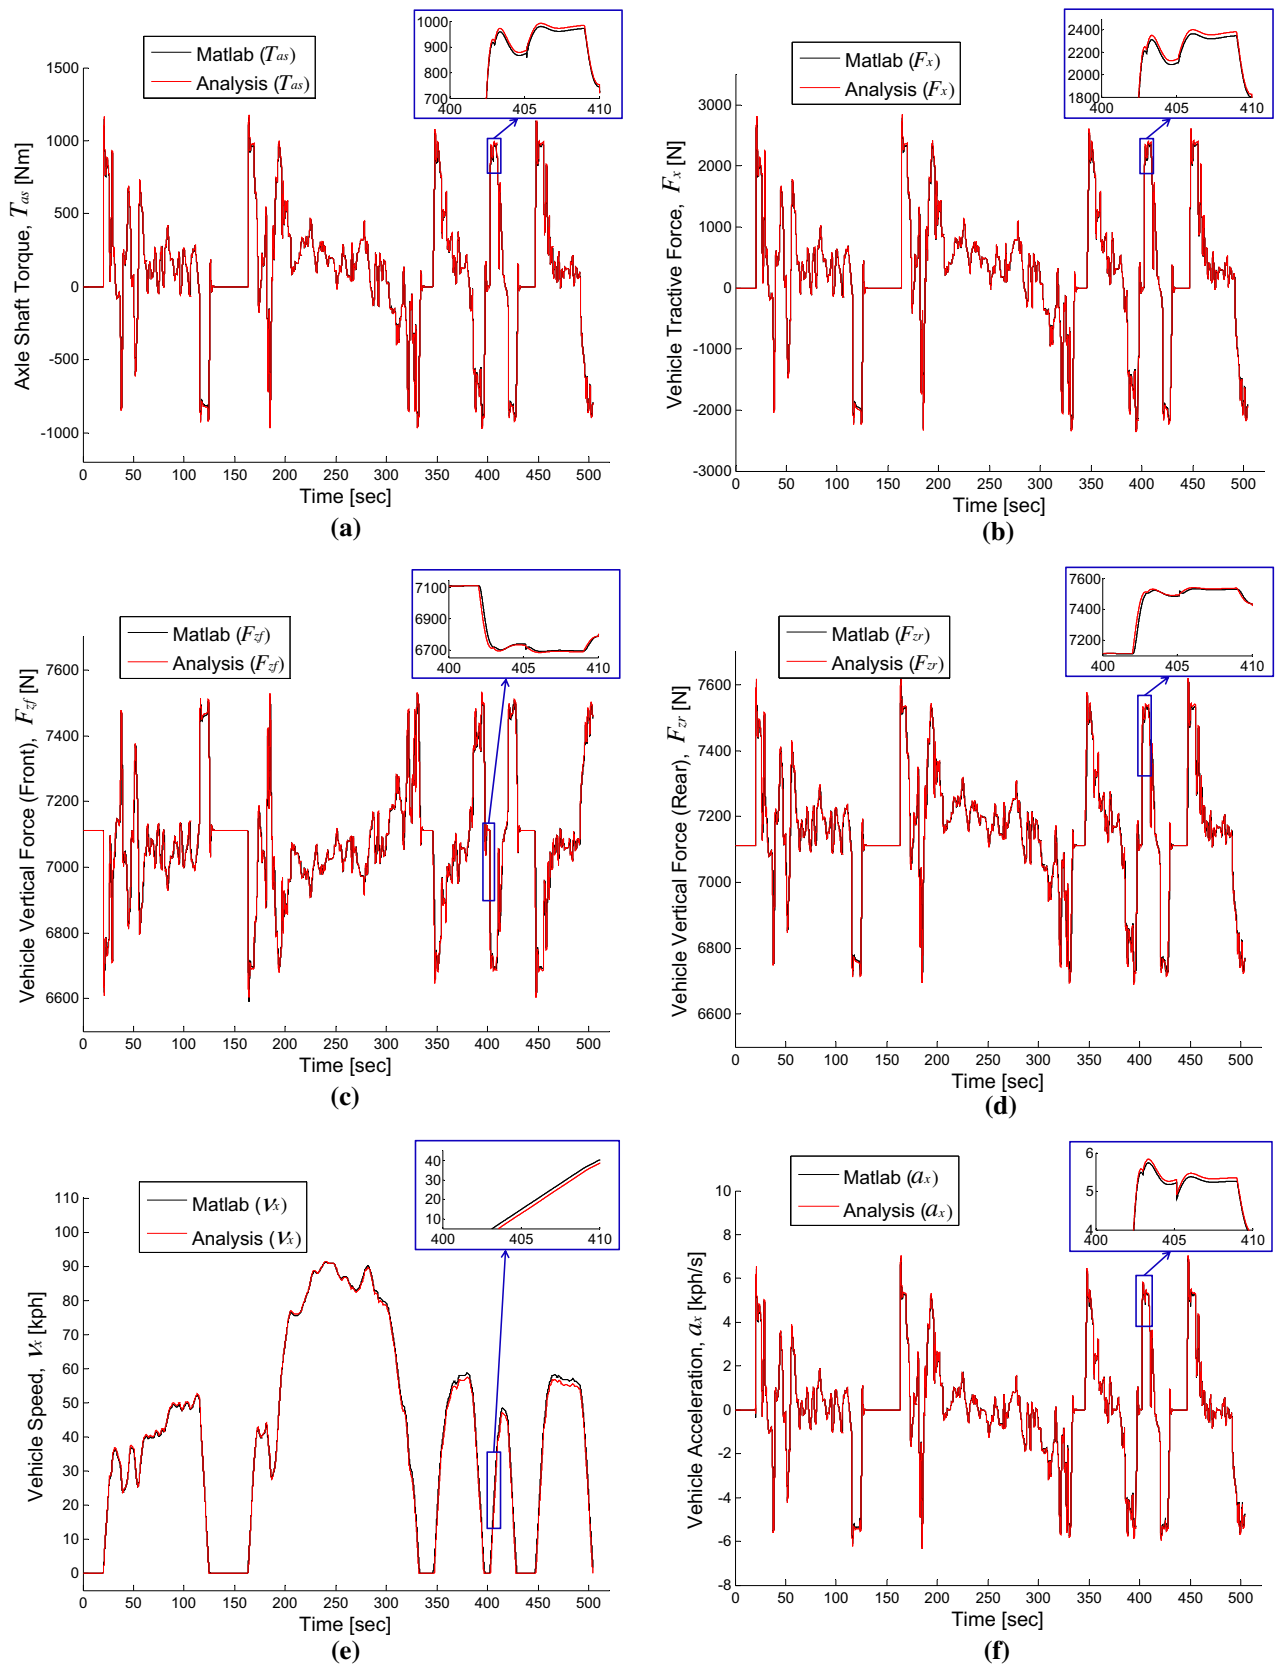 Matlab (Tas)
Analysis (Tas)
1000
900
800
700
400 405 410
1500
1000
500
0
-500
-1000
Axle Shaft Torque, Tas [Nm]
0 50 100 150 200 250 300 350 400 450 500
Time [sec]
(a)
Matlab (Fx)
Analysis (Fx)
2400
2200
2000
1800
400 405 410
3000
2000
1000
0
-1000
-2000
-3000
Vehicle Tractive Force, Fx [N]
0 50 100 150 200 250 300 350 400 450 500
Time [sec]
(b)
Matlab (Fzf)
Analysis (Fzf)
7100
6900
6700
400 405 410
7600
7400
7200
7000
6800
6600
Vehicle Vertical Force (Front), Fzf [N]
0 50 100 150 200 250 300 350 400 450 500
Time [sec]
(c)
Matlab (Fzr)
Analysis (Fzr)
7600
7400
7200
400 405 410
7600
7400
7200
7000
6800
6600
Vehicle Vertical Force (Rear), Fzr [N]
0 50 100 150 200 250 300 350 400 450 500
Time [sec]
(d)
Matlab (Vx)
Analysis (Vx)
40
30
20
10
400 405 410
110
100
90
80
70
60
50
40
30
20
10
0
Vehicle Speed, Vx [kph]
0 50 100 150 200 250 300 350 400 450 500
Time [sec]
(e)
Matlab (ax)
Analysis (ax)
6
5
4
400 405 410
10
8
6
4
2
0
-2
-4
-6
-8
Vehicle Acceleration, ax [kph/s]
0 50 100 150 200 250 300 350 400 450 500
Time [sec]
(f)